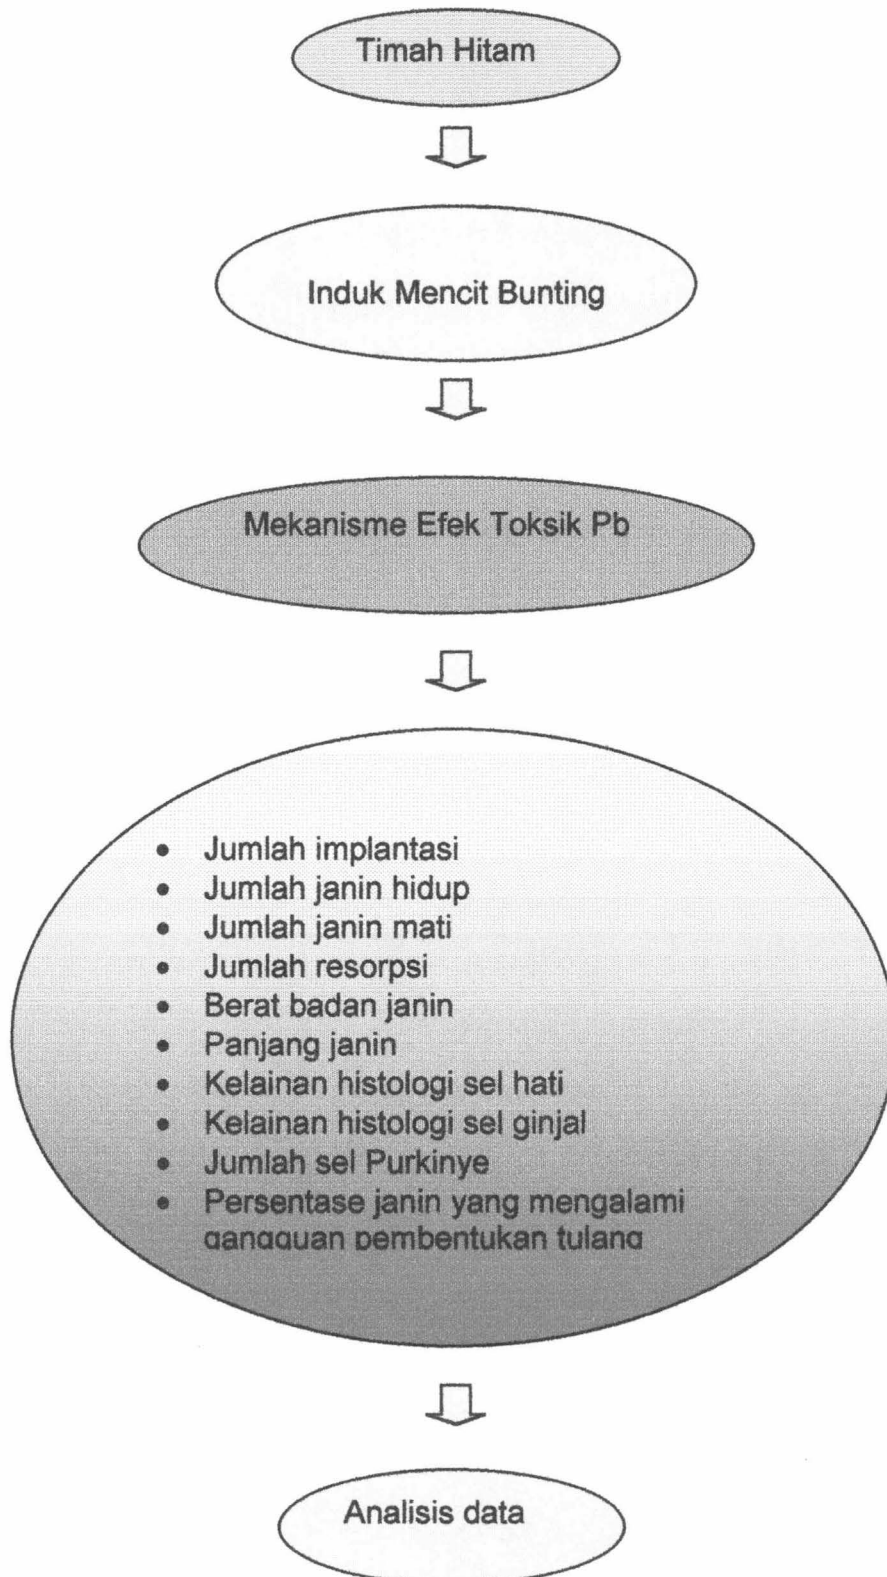 Timah Hitam
Induk Mencit Bunting
Mekanisme Efek Toksik Pb
• Jumlah implantasi
• Jumlah janin hidup
• Jumlah janin mati
• Jumlah resorpsi
• Berat badan janin
• Panjang janin
• Kelainan histologi sel hati
• Kelainan histologi sel ginjal
• Jumlah sel Purkinye
• Persentase janin yang mengalami
gangguan pembentukan tulang
Analisis data